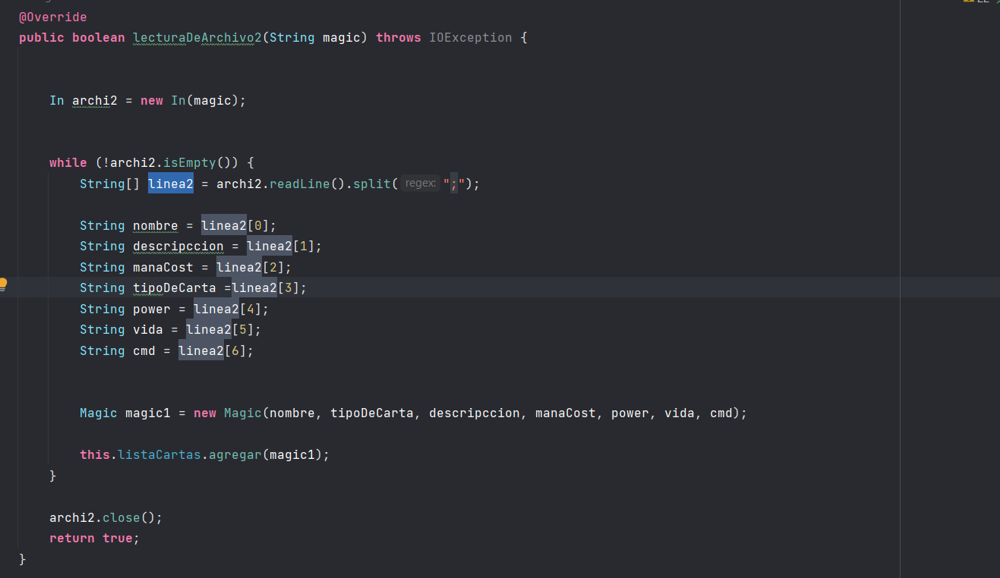 @Override
public boolean lecturaDeArchivo2(String magic) throws IOException {
In archi2 = new In(magic);
while (!archi2.isEmpty()) {
String[] linea2 = archi2.readLine().split( regex: ";");
String nombre = linea2[0];
String descripccion = linea2[1];
String manaCost = linea2[2];
String tipoDeCarta =linea2[3];
String power = linea2[4];
String vida = linea2[5];
String cmd = linea2[6];
Magic magic1 = new Magic(nombre, tipoDeCarta, descripccion, manaCost, power, vida, cmd);
this.listaCartas.agregar(magic1);
}
archi2.close();
return true;
}